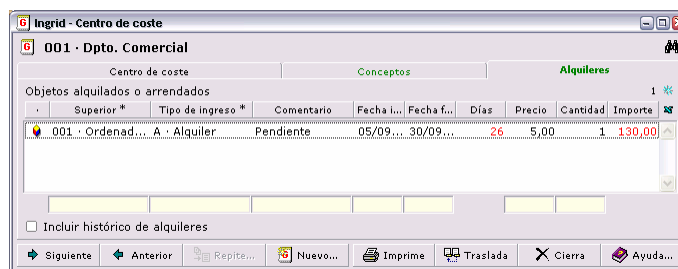 Ingrid - Centro de coste
001 · Dpto. Comercial
Centro de coste Conceptos Alquileres
Objetos alquilados o arrendados 1
· Superior * Tipo de ingreso * Comentario Fecha i... Fecha f... Días Precio Cantidad Importe
001 · Ordenad... A · Alquiler Pendiente 05/09... 30/09... 26 5,00 1 130,00
Incluir histórico de alquileres
Siguiente Anterior Repite... Nuevo... Imprime Traslada Cierra Ayuda...